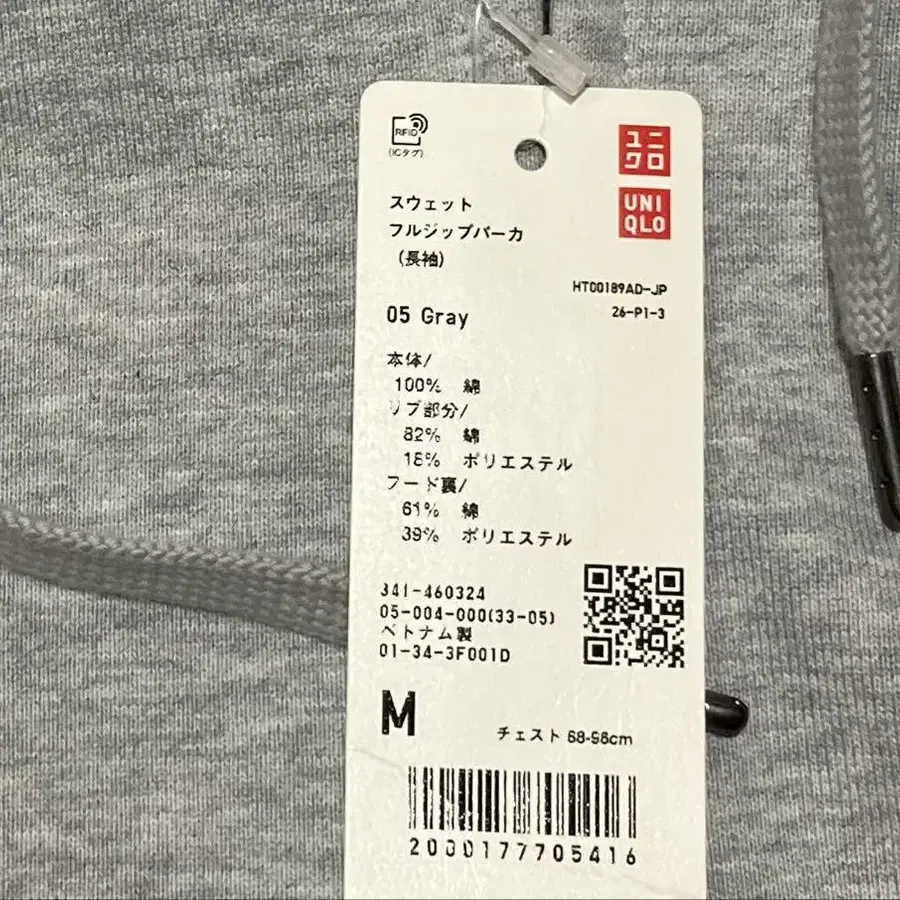 RFID
(ICタグ)
ユニ
クロ
UNI
QLO
スウェット
フルジップパーカ
(長袖)
HT00189AD-JP
26-P1-3
05 Gray
本体/
100% 綿
リブ部分/
82% 綿
18% ポリエステル
フード裏/
61% 綿
39% ポリエステル
341-460324
05-004-000(33-05)
ベトナム製
01-34-3F001D
M
チェスト 88-96cm
2000177705416